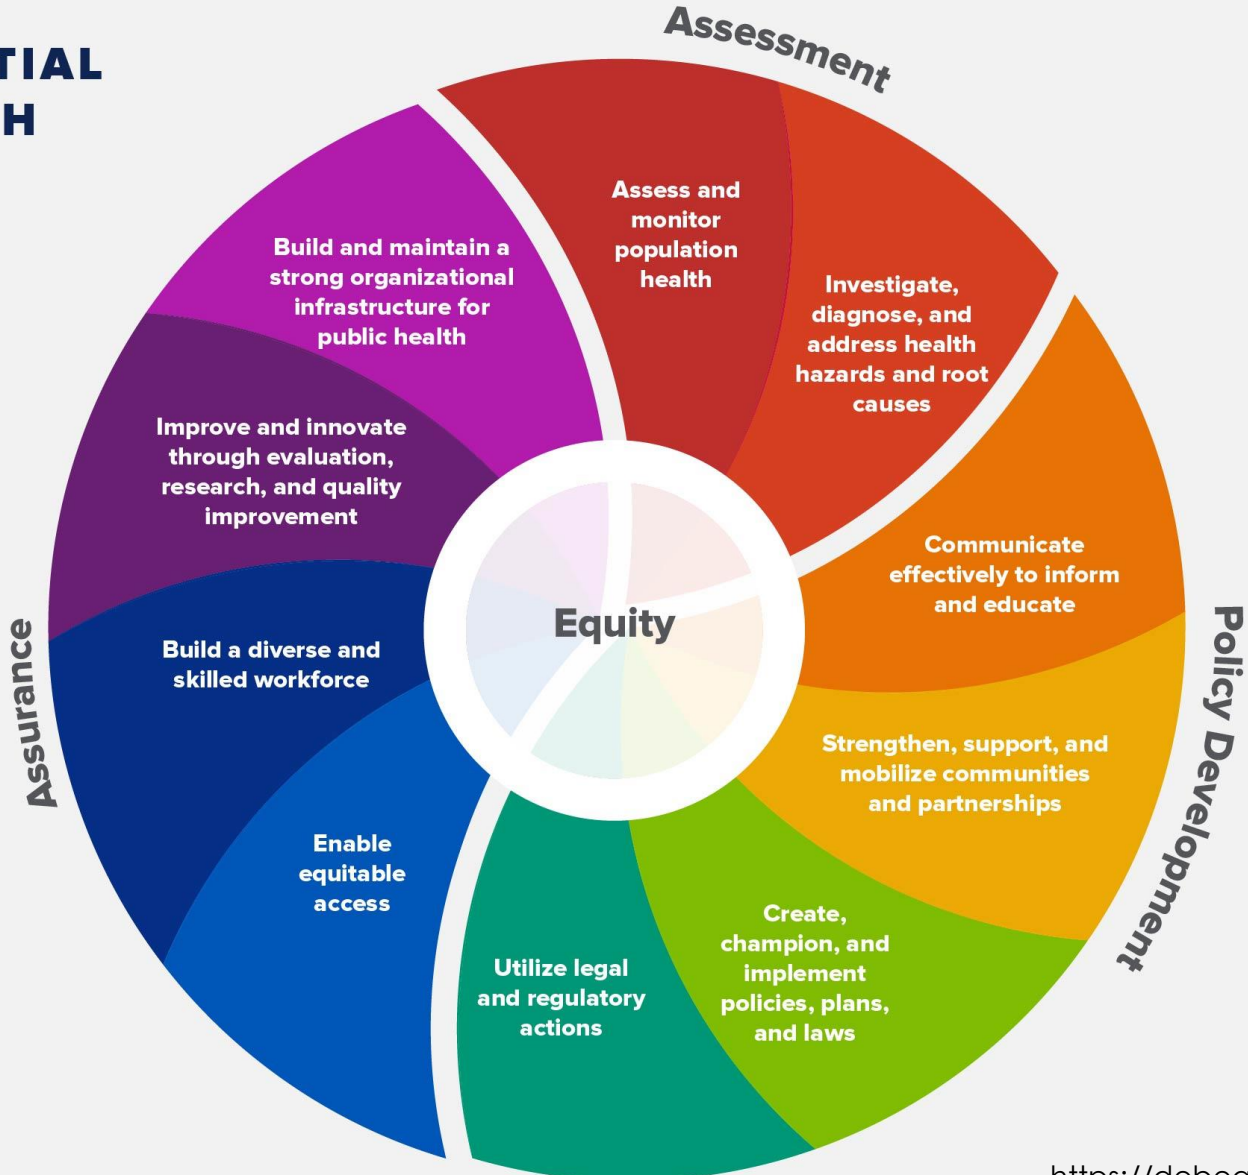 TIAL
H
Assessment
Assess and
monitor
population
health
Investigate,
diagnose, and
address health
hazards and root
causes
Communicate
effectively to inform
and educate
Policy Development
Strengthen, support, and
mobilize communities
and partnerships
Create,
champion, and
implement
policies, plans,
and laws
Utilize legal
and regulatory
actions
Enable
equitable
access
Assurance
Build a diverse and
skilled workforce
Improve and innovate
through evaluation,
research, and quality
improvement
Build and maintain a
strong organizational
infrastructure for
public health
Equity